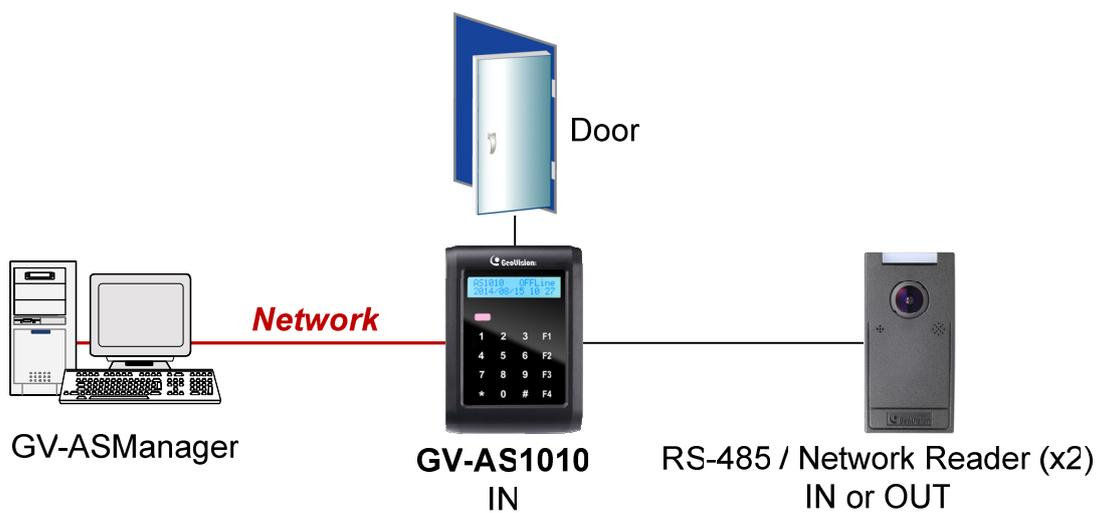 Door
GeoVision
AS1010 OFFLine
2014/08/15 10 27
Network
1 2 3 F1
4 5 6 F2
7 8 9 F3
* 0 # F4
GeoVision
GV-ASManager
GV-AS1010
IN
RS-485 / Network Reader (x2)
IN or OUT